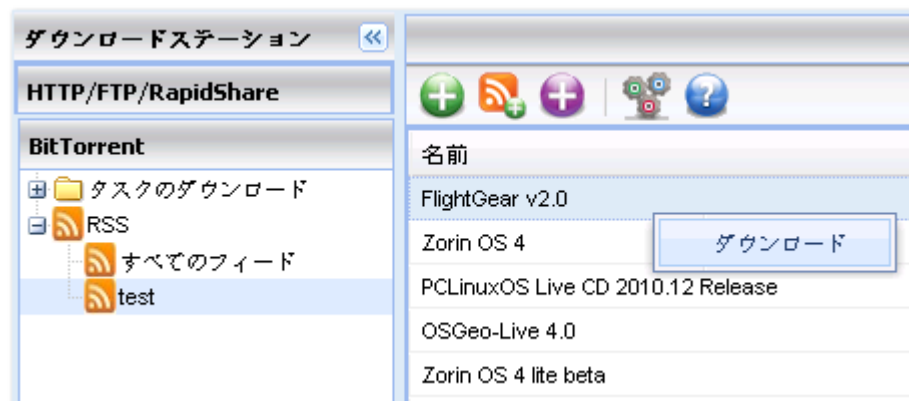 ダウンロードステーション
HTTP/FTP/RapidShare
BitTorrent
タスクのダウンロード
RSS
すべてのフィード
test
名前
FlightGear v2.0
Zorin OS 4
ダウンロード
PCLinuxOS Live CD 2010.12 Release
OSGeo-Live 4.0
Zorin OS 4 lite beta